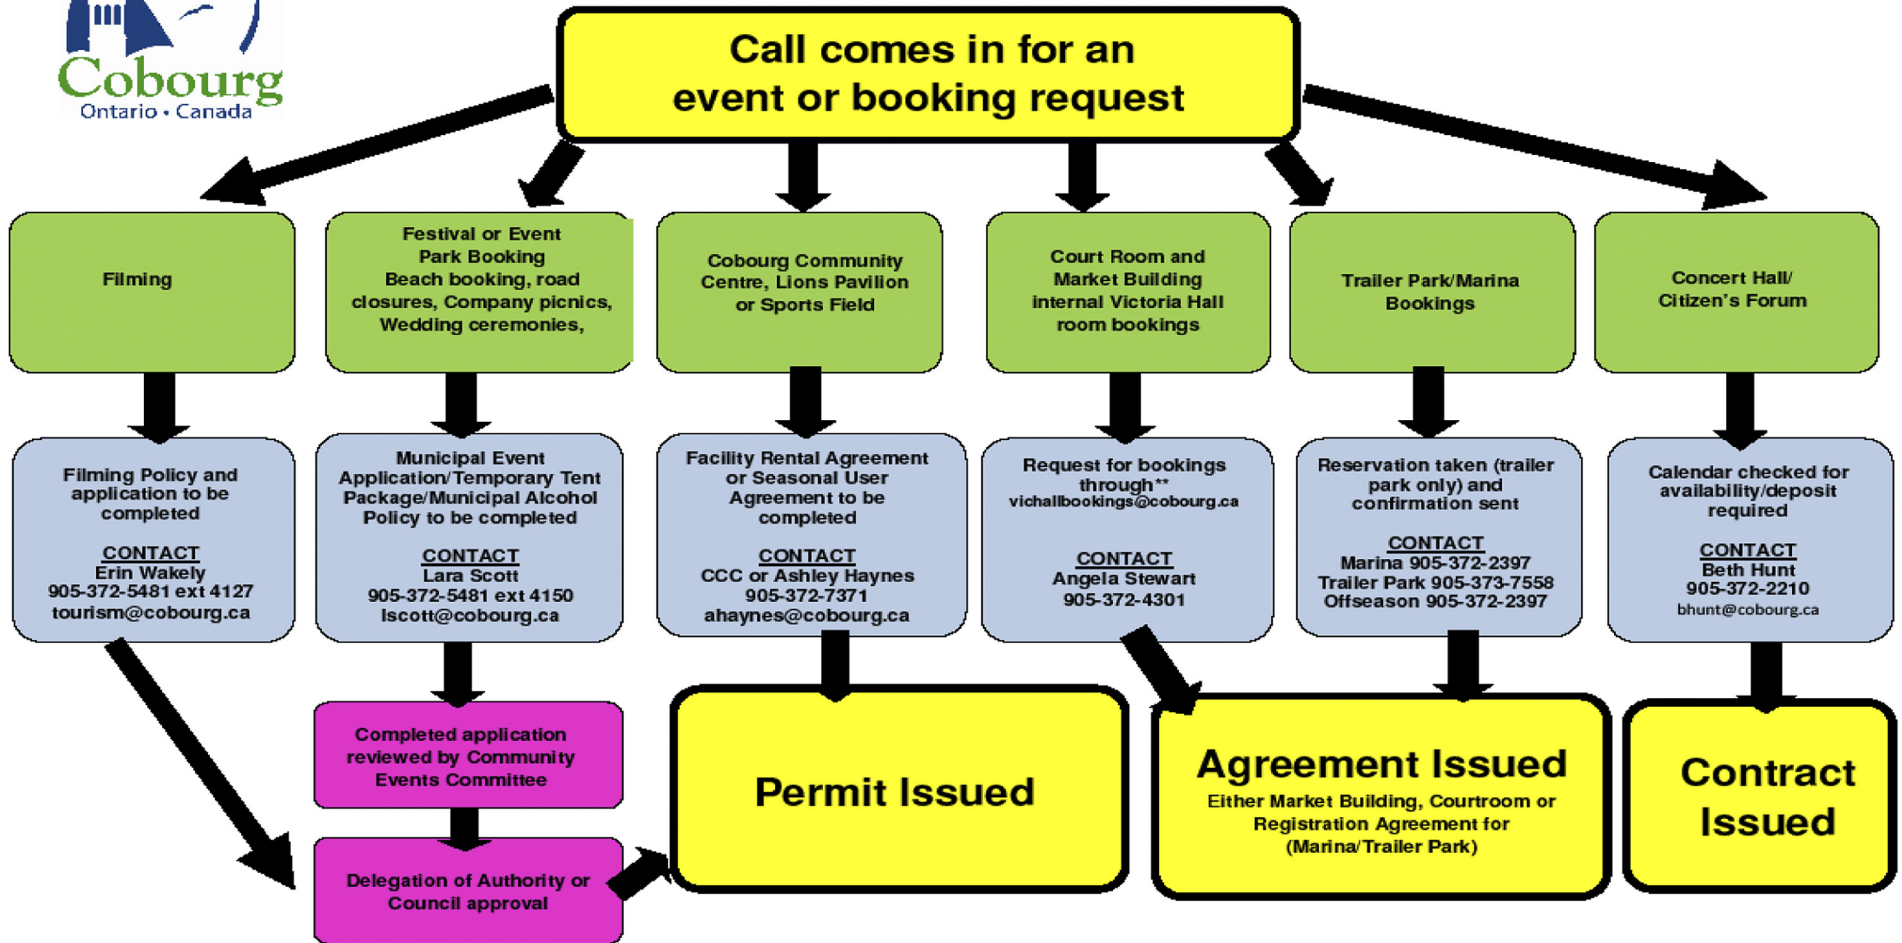 Cobourg
Ontario • Canada
Call comes in for an
event or booking request
Filming
Festival or Event
Park Booking
Beach booking, road
closures, Company picnics,
Wedding ceremonies,
Cobourg Community
Centre, Lions Pavilion
or Sports Field
Court Room and
Market Building
internal Victoria Hall
room bookings
Trailer Park/Marina
Bookings
Concert Hall/
Citizen's Forum
Filming Policy and
application to be
completed
CONTACT
Erin Wakely
905-372-5481 ext 4127
tourism@cobourg.ca
Municipal Event
Application/Temporary Tent
Package/Municipal Alcohol
Policy to be completed
CONTACT
Lara Scott
905-372-5481 ext 4150
lscott@cobourg.ca
Facility Rental Agreement
or Seasonal User
Agreement to be
completed
CONTACT
CCC or Ashley Haynes
905-372-7371
ahaynes@cobourg.ca
Request for bookings
through**
vichallbookings@cobourg.ca
CONTACT
Angela Stewart
905-372-4301
Reservation taken (trailer
park only) and
confirmation sent
CONTACT
Marina 905-372-2397
Trailer Park 905-373-7558
Offseason 905-372-2397
Calendar checked for
availability/deposit
required
CONTACT
Beth Hunt
905-372-2210
bhunt@cobourg.ca
Completed application
reviewed by Community
Events Committee
Delegation of Authority or
Council approval
Permit Issued
Agreement Issued
Either Market Building, Courtroom or
Registration Agreement for
(Marina/Trailer Park)
Contract
Issued